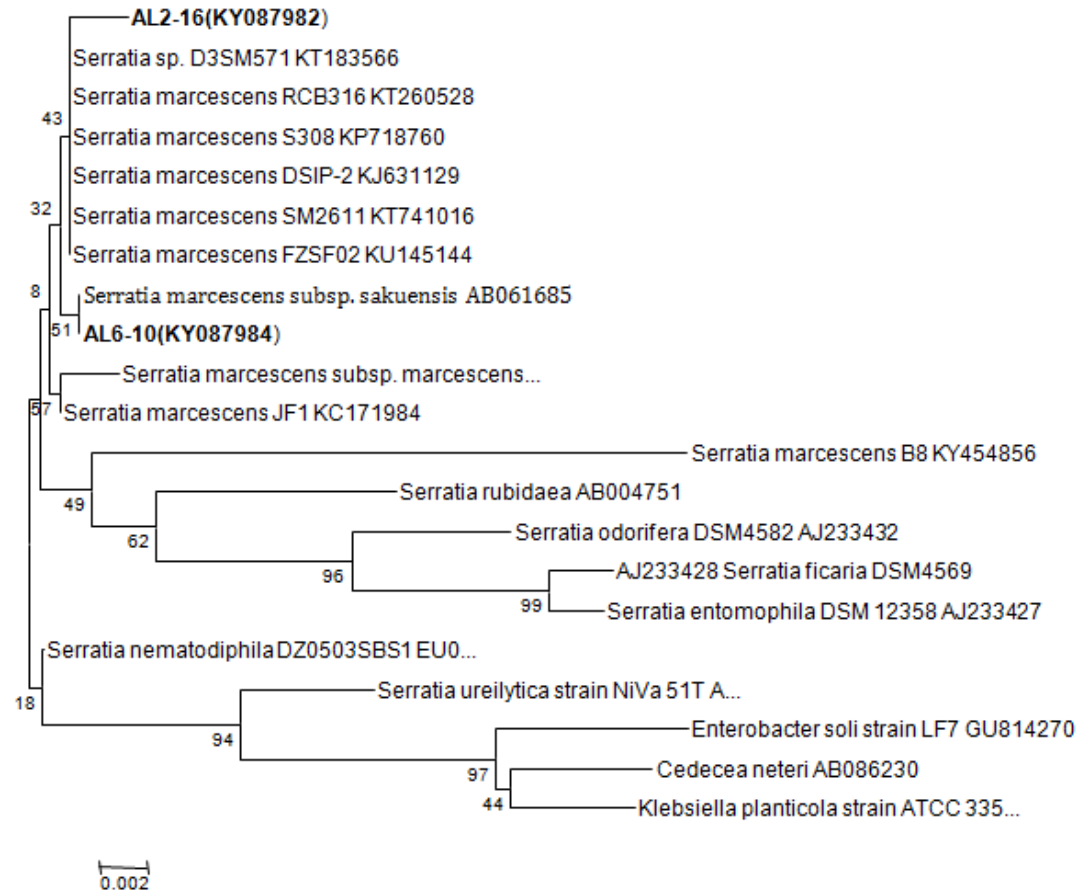 AL2-16(KY087982)
Serratia sp. D3SM571 KT183566
Serratia marcescens RCB316 KT260528
43
Serratia marcescens S308 KP718760
Serratia marcescens DSIP-2 KJ631129
32
Serratia marcescens SM2611 KT741016
Serratia marcescens FZSF02 KU145144
8
Serratia marcescens subsp. sakuensis AB061685
51
AL6-10(KY087984)
Serratia marcescens subsp. marcescens...
57
Serratia marcescens JF1 KC171984
Serratia marcescens B8 KY454856
49
Serratia rubidaea AB004751
62
Serratia odorifera DSM4582 AJ233432
96
AJ233428 Serratia ficaria DSM4569
99
Serratia entomophila DSM 12358 AJ233427
Serratia nematodiphila DZ0503SBS1 EU0...
18
Serratia ureilytica strain NiVa 51T A...
94
Enterobacter soli strain LF7 GU814270
97
Cedecea neteri AB086230
44
Klebsiella planticola strain ATCC 335...
0.002